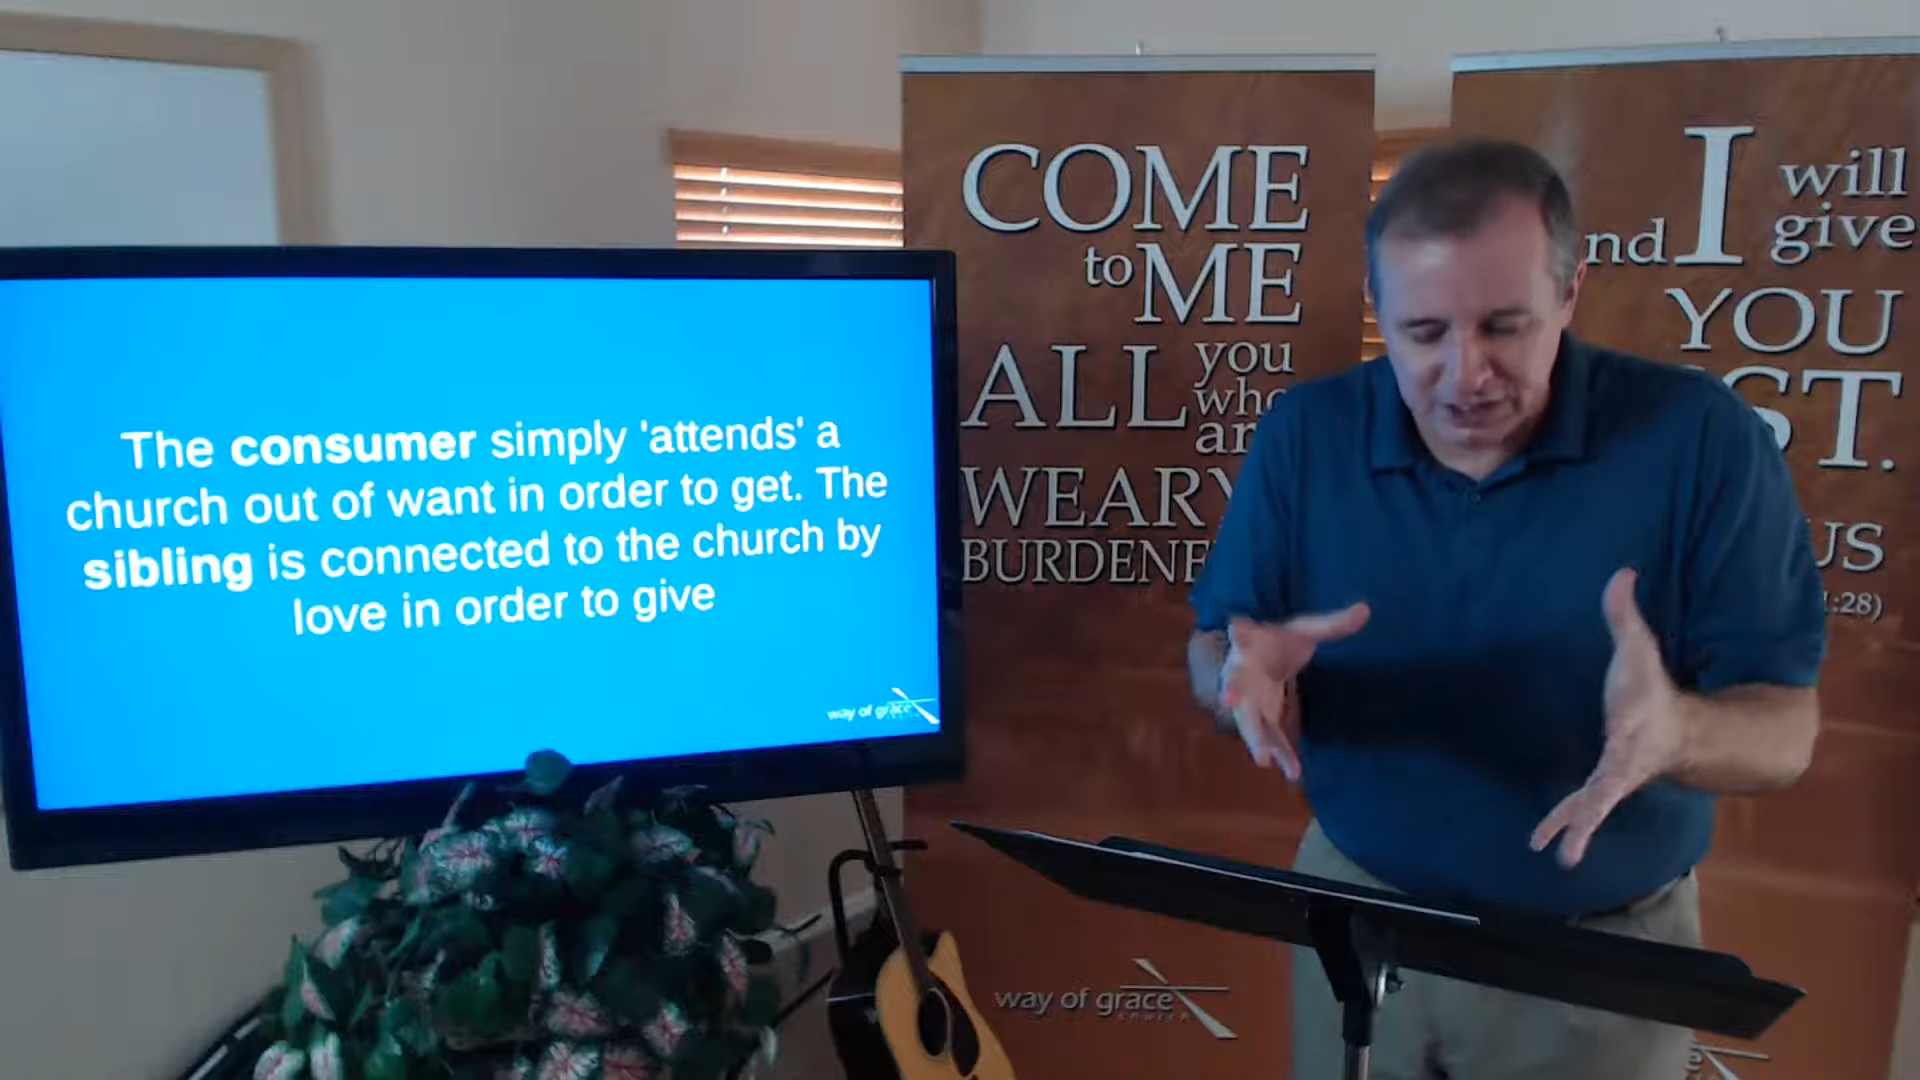 The consumer simply 'attends' a
church out of want in order to get. The
sibling is connected to the church by
love in order to give
way of grace
COME
to ME
ALL you
who
WEARY
way of grace
church
I will
give
YOU